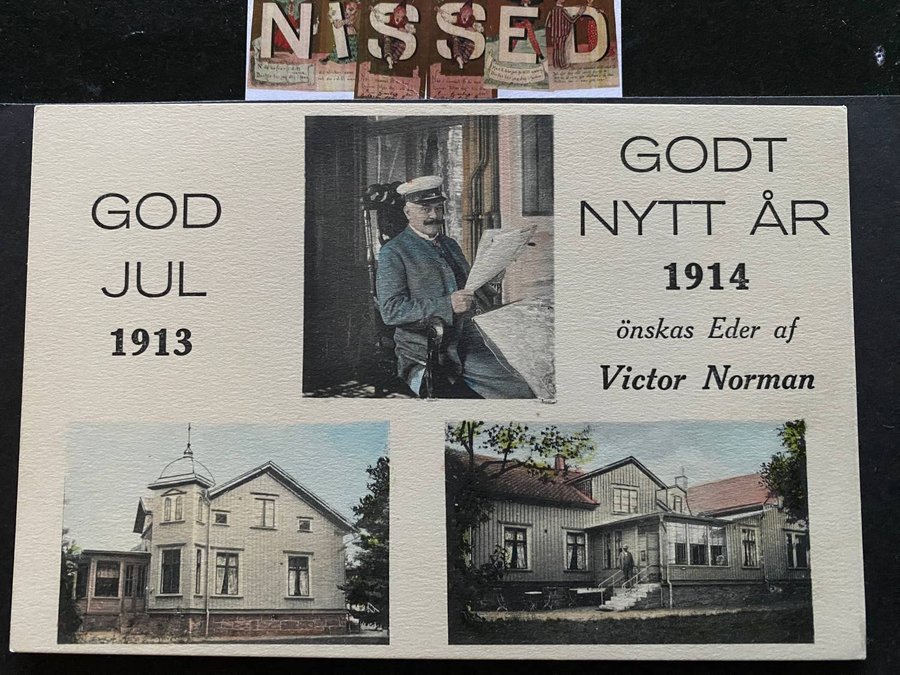 NISSED
GOD
JUL
1913
GODT
NYTT ÅR
1914
önskas Eder af
Victor Norman